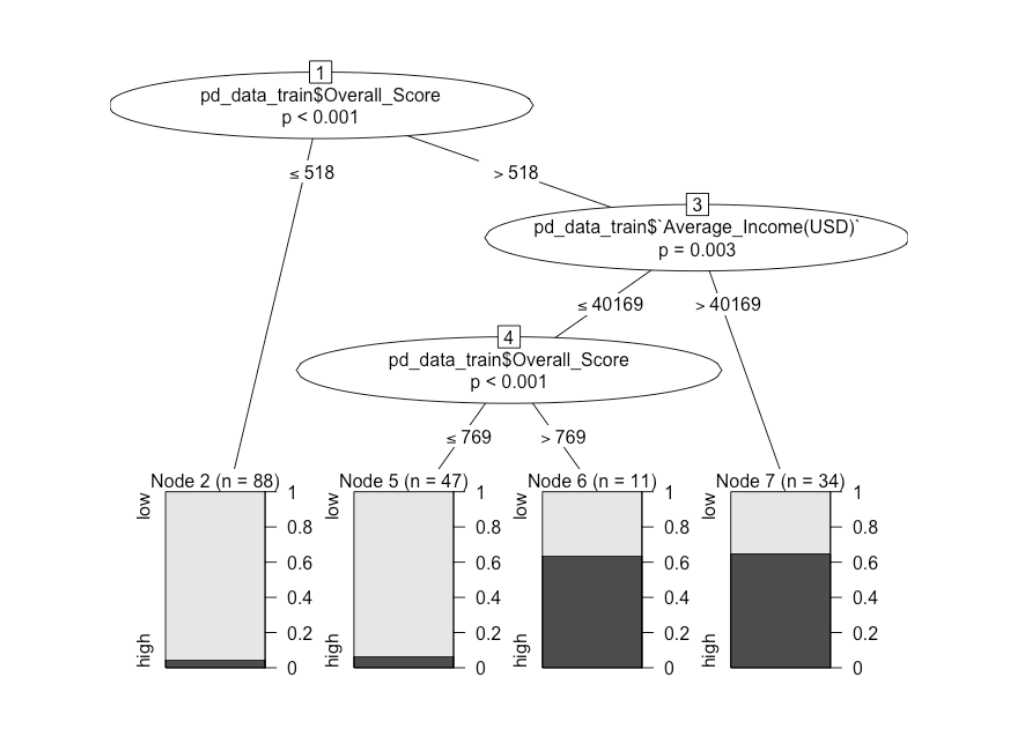 1
pd_data_train$Overall_Score
p < 0.001
≤ 518
> 518
3
pd_data_train$`Average_Income(USD)`
p = 0.003
≤ 40169
> 40169
4
pd_data_train$Overall_Score
p < 0.001
≤ 769
> 769
Node 2 (n = 88)
low
high
1
0.8
0.6
0.4
0.2
0
Node 5 (n = 47)
low
high
1
0.8
0.6
0.4
0.2
0
Node 6 (n = 11)
low
high
1
0.8
0.6
0.4
0.2
0
Node 7 (n = 34)
low
high
1
0.8
0.6
0.4
0.2
0